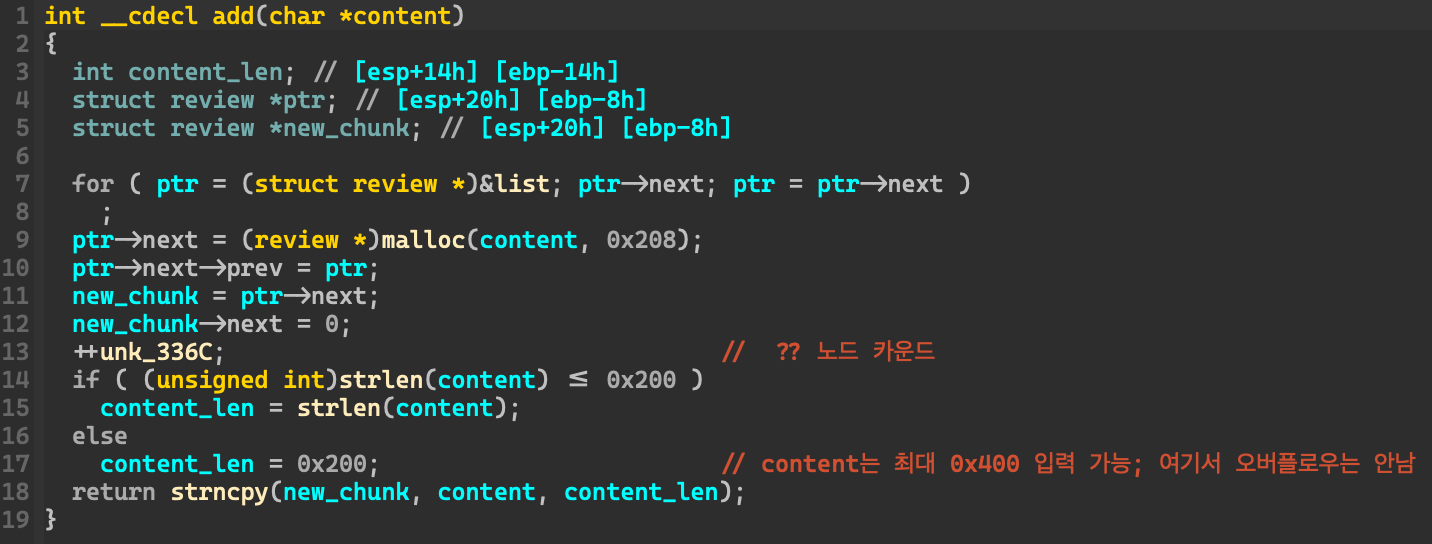 1 int __cdecl add(char *content)
2 {
3   int content_len; // [esp+14h] [ebp-14h]
4   struct review *ptr; // [esp+20h] [ebp-8h]
5   struct review *new_chunk; // [esp+20h] [ebp-8h]
6
7   for ( ptr = (struct review *)&list; ptr->next; ptr = ptr->next )
8     ;
9   ptr->next = (review *)malloc(content, 0x208);
10   ptr->next->prev = ptr;
11   new_chunk = ptr->next;
12   new_chunk->next = 0;
13   ++unk_336C; // ?? 노드 카운드
14   if ( (unsigned int)strlen(content) <= 0x200 )
15     content_len = strlen(content);
16   else
17     content_len = 0x200; // content는 최대 0x400 입력 가능; 여기서 오버플로우는 안남
18   return strncpy(new_chunk, content, content_len);
19 }